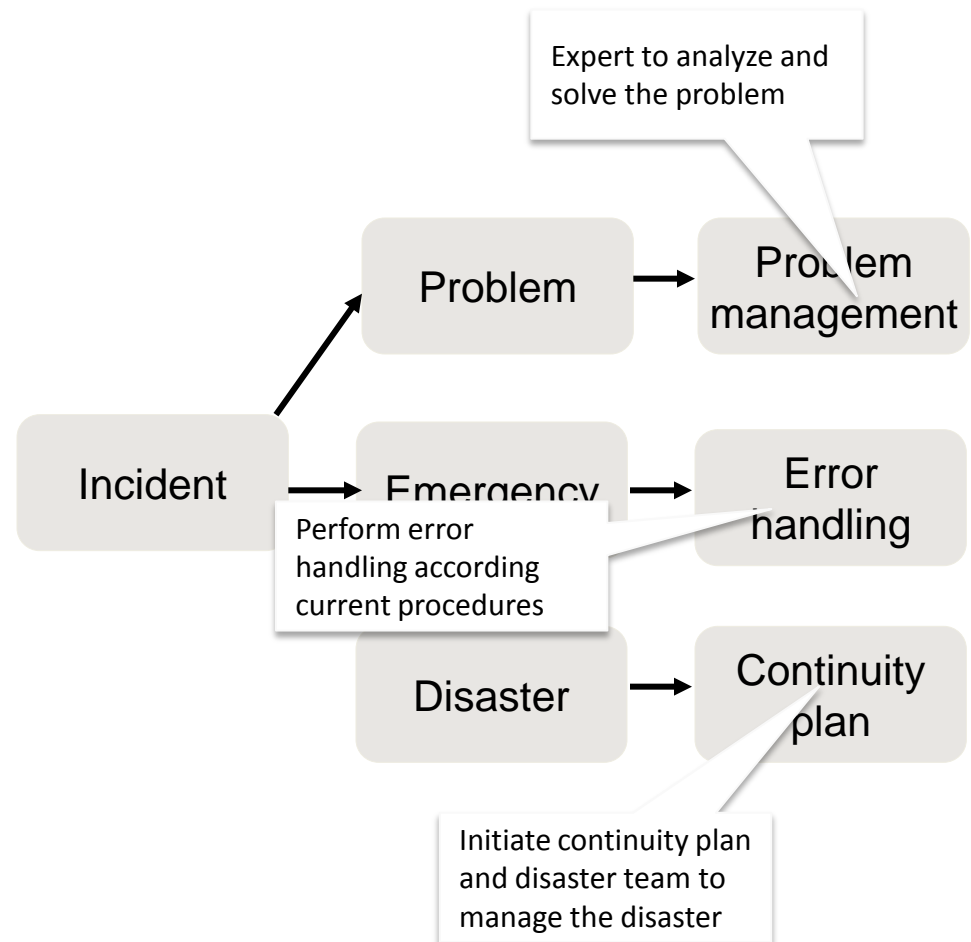 Expert to analyze and
solve the problem
Problem
Problem
management
Incident
Emergency
Error
handling
Perform error
handling according
current procedures
Disaster
Continuity
plan
Initiate continuity plan
and disaster team to
manage the disaster